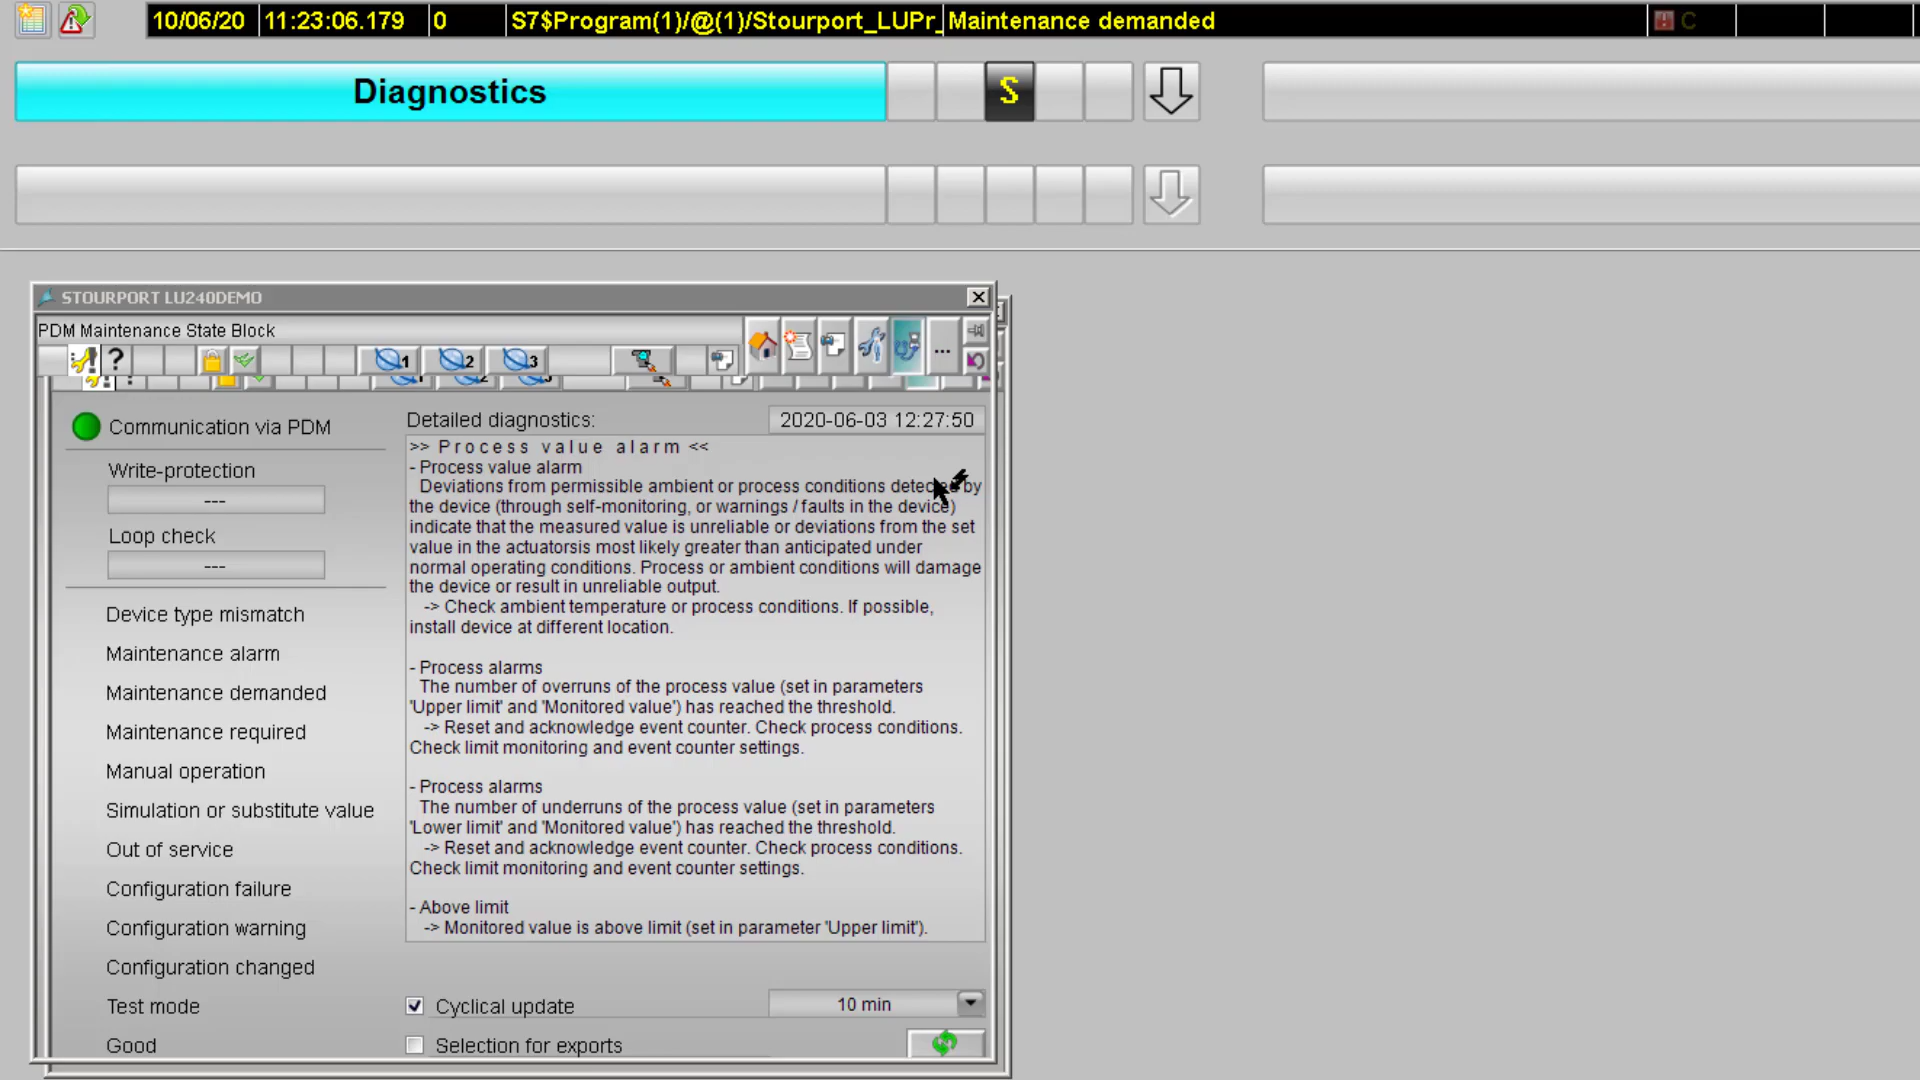 10/06/20 11:23:06.179 0 S7$Program(1)/@(1)/Stourport_LUPr_ Maintenance demanded C
Diagnostics S
STOURPORT LU240DEMO
PDM Maintenance State Block
? 1 2 3 ...
Communication via PDM
Write-protection
---
Loop check
---
Device type mismatch
Maintenance alarm
Maintenance demanded
Maintenance required
Manual operation
Simulation or substitute value
Out of service
Configuration failure
Configuration warning
Configuration changed
Test mode
Good
Detailed diagnostics: 2020-06-03 12:27:50
>> P r o c e s s  v a l u e  a l a r m <<
- Process value alarm
Deviations from permissible ambient or process conditions detected by
the device (through self-monitoring, or warnings / faults in the device)
indicate that the measured value is unreliable or deviations from the set
value in the actuatorsis most likely greater than anticipated under
normal operating conditions. Process or ambient conditions will damage
the device or result in unreliable output.
-> Check ambient temperature or process conditions. If possible,
install device at different location.
- Process alarms
The number of overruns of the process value (set in parameters
'Upper limit' and 'Monitored value') has reached the threshold.
-> Reset and acknowledge event counter. Check process conditions.
Check limit monitoring and event counter settings.
- Process alarms
The number of underruns of the process value (set in parameters
'Lower limit' and 'Monitored value') has reached the threshold.
-> Reset and acknowledge event counter. Check process conditions.
Check limit monitoring and event counter settings.
- Above limit
-> Monitored value is above limit (set in parameter 'Upper limit').
Cyclical update 10 min
Selection for exports